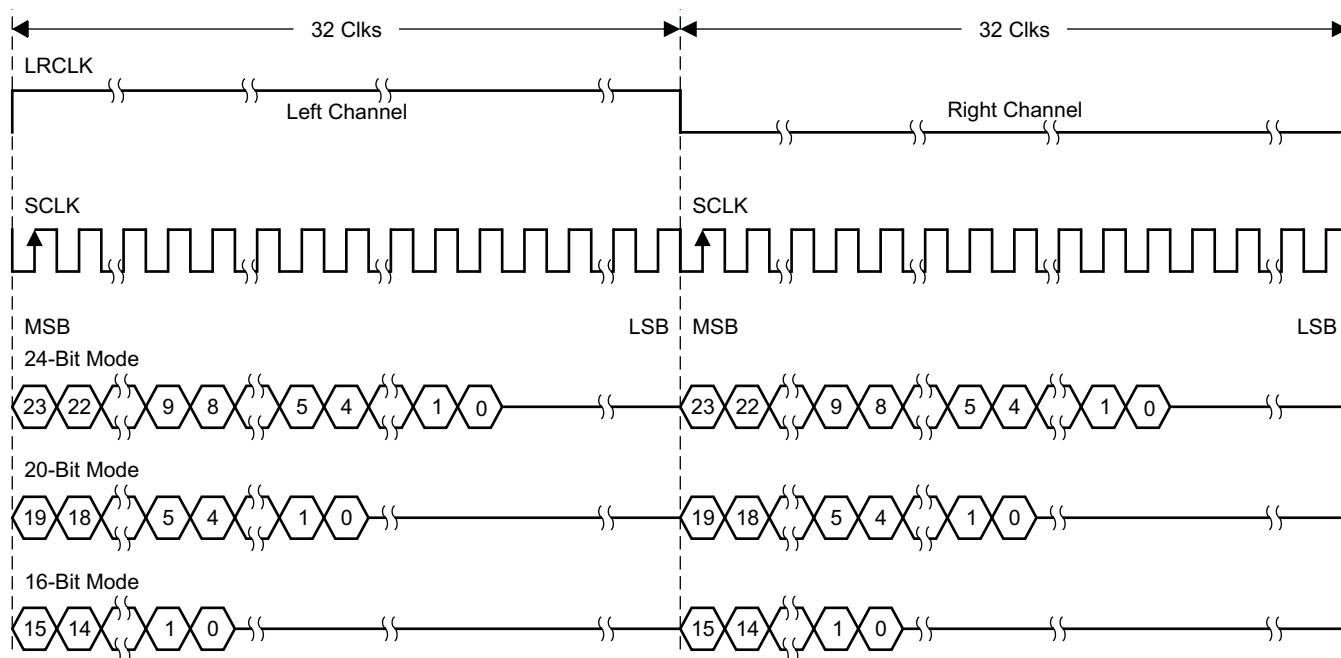 32 Clks 32 Clks
LRCLK
Left Channel Right Channel
SCLK SCLK
MSB LSB MSB LSB
24-Bit Mode
23 22 9 8 5 4 1 0 23 22 9 8 5 4 1 0
20-Bit Mode
19 18 5 4 1 0 19 18 5 4 1 0
16-Bit Mode
15 14 1 0 15 14 1 0